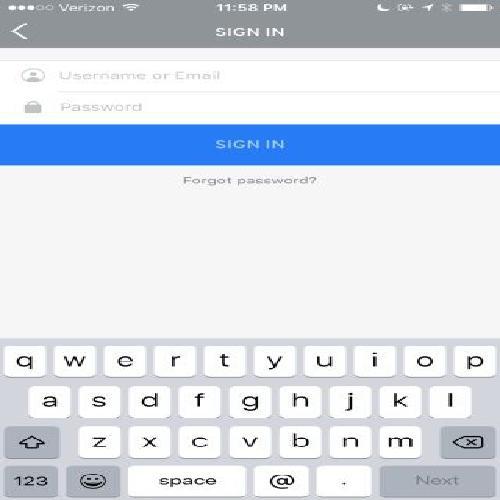 Verizon 11:58 PM
SIGN IN
Username or Email
Password
SIGN IN
Forgot password?
q w e r t y u i o p
a s d f g h j k l
z x c v b n m
123 space @ . Next